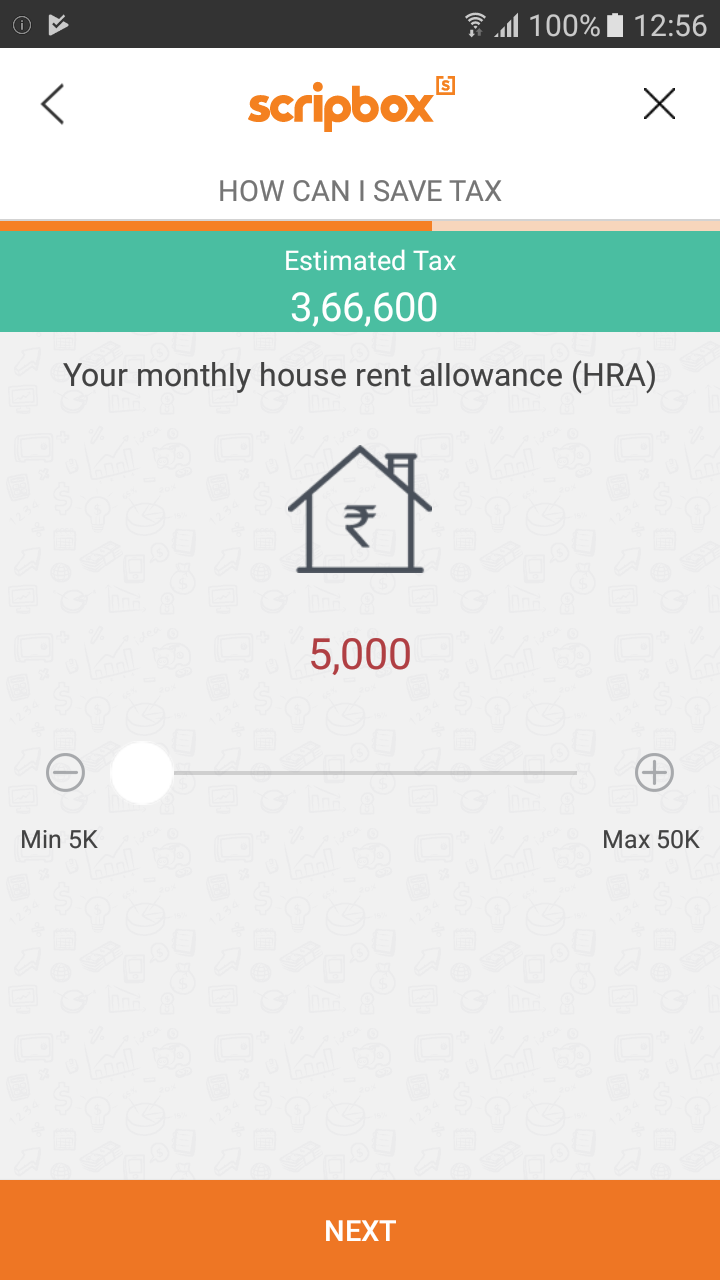 100% 12:56
scripbox [s]
HOW CAN I SAVE TAX
Estimated Tax
3,66,600
Your monthly house rent allowance (HRA)
₹
5,000
Min 5K Max 50K
NEXT